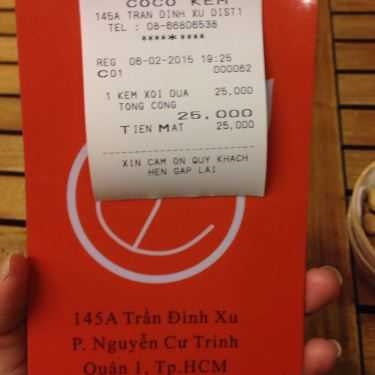 COCO KEM
145A TRAN DINH XU DIST1
TEL : 08-66806538
****★****
REG 06-02-2015 19:25
C01 000062
1 KEM XOI DUA 25,000
TONG CONG
25,000
TIEN MAT 25,000
XIN CAM ON QUY KHACH
HEN GAP LAI
145A Trần Đình Xu
P. Nguyễn Cư Trinh
Quận 1, Tp.HCM